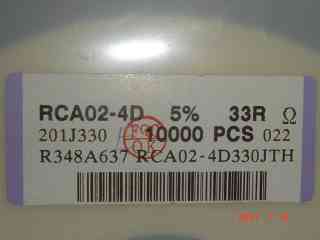 RCA02-4D 5% 33R Ω
201J330 10000 PCS 022
R348A637 RCA02-4D330JTH